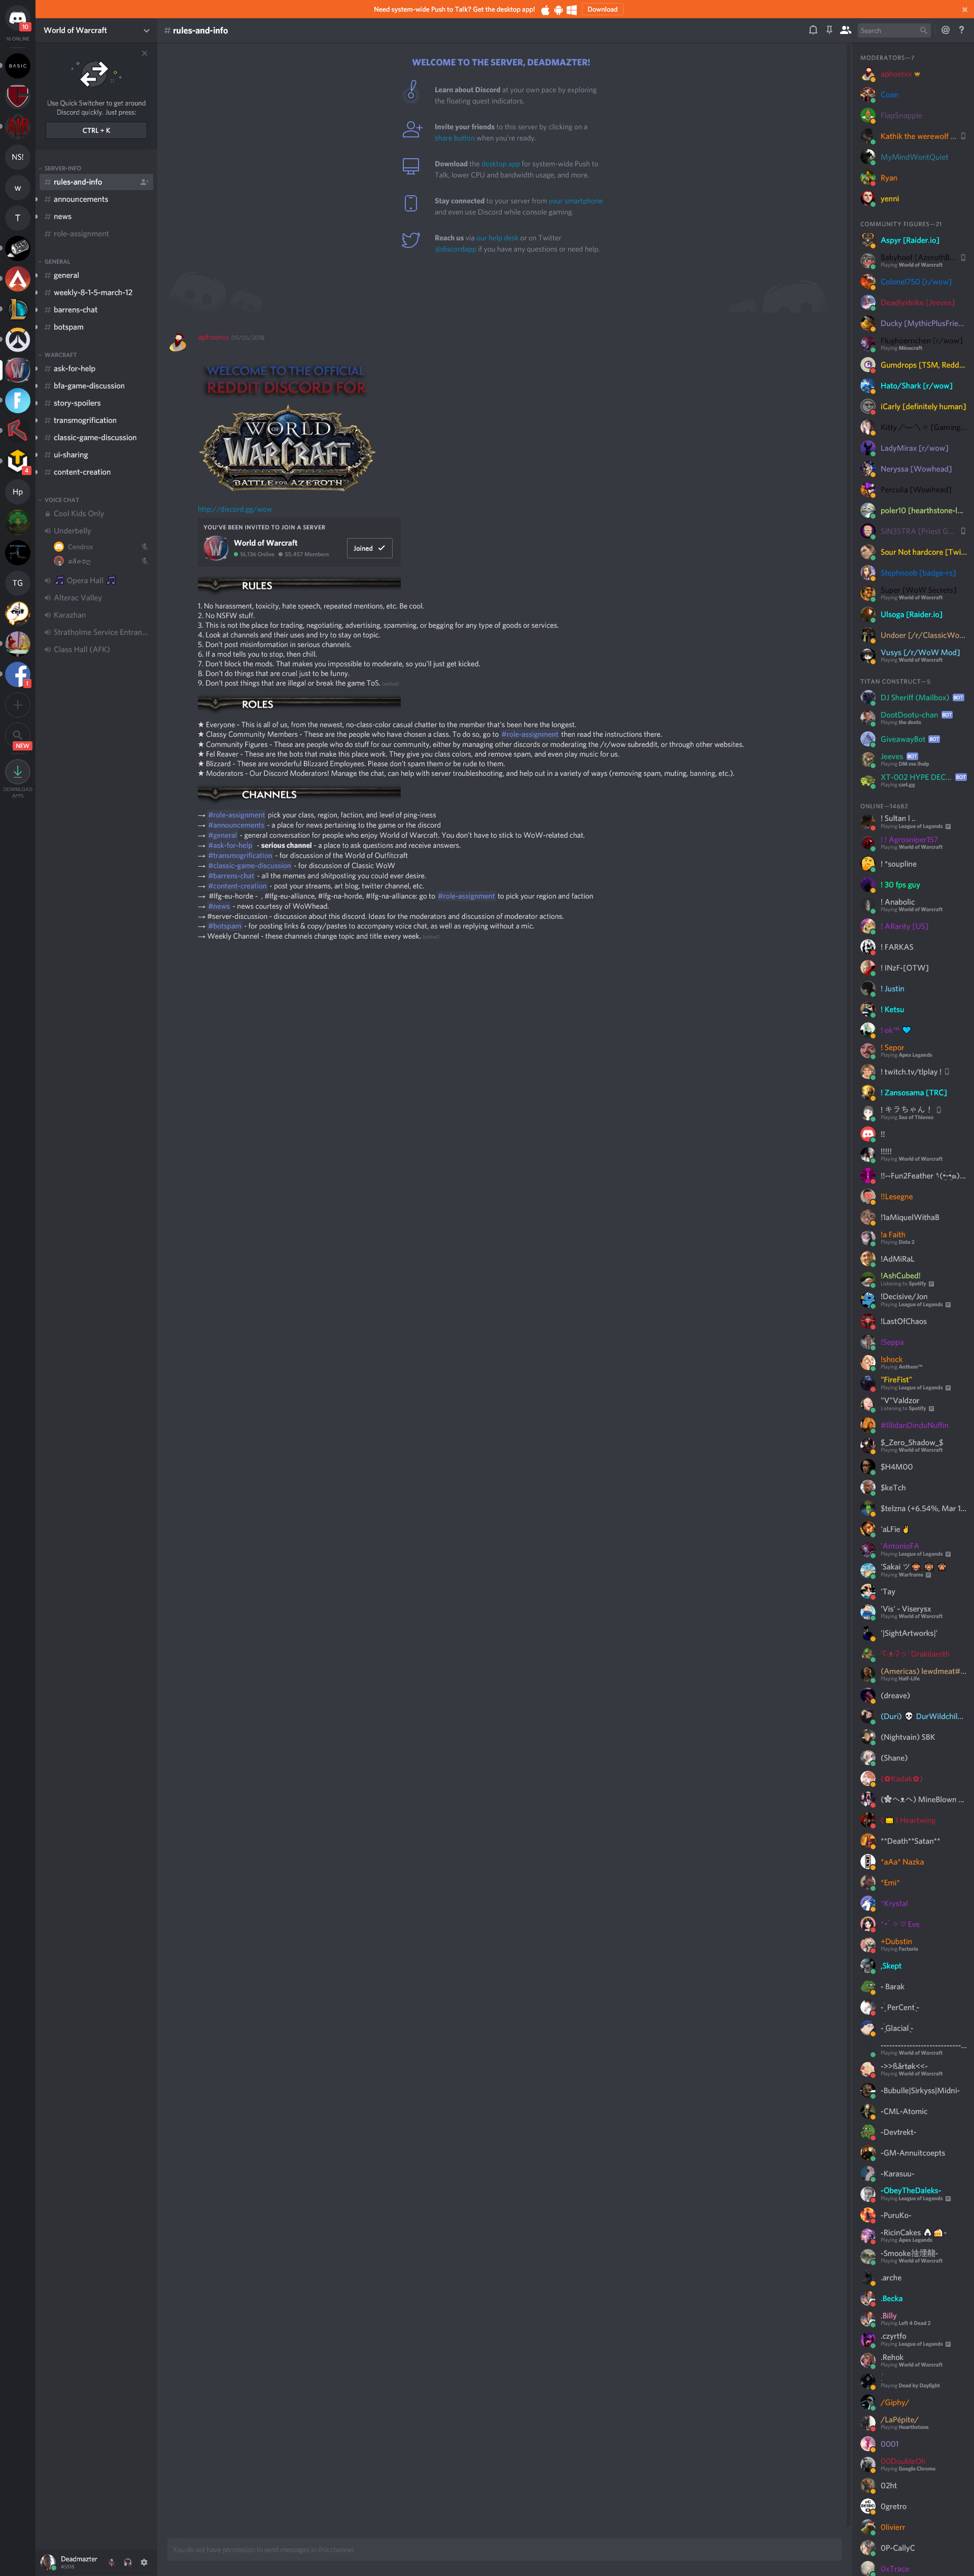 Need system-wide Push to Talk? Get the desktop app! Download
10
16 ONLINE
BASIC
NS!
w
T
4
Hp
TG
1
NEW
DOWNLOAD
APPS
World of Warcraft
Use Quick Switcher to get around
Discord quickly. Just press:
CTRL + K
SERVER-INFO
# rules-and-info
# announcements
# news
# role-assignment
GENERAL
# general
# weekly-8-1-5-march-12
# barrens-chat
# botspam
WARCRAFT
# ask-for-help
# bfa-game-discussion
# story-spoilers
# transmogrification
# classic-game-discussion
# ui-sharing
# content-creation
VOICE CHAT
Cool Kids Only
Underbelly
Cendrox
🎵 Opera Hall 🎵
Alterac Valley
Karazhan
Stratholme Service Entran...
Class Hall (AFK)
Deadmazter
# rules-and-info
Search
WELCOME TO THE SERVER, DEADMAZTER!
Learn about Discord at your own pace by exploring
the floating quest indicators.
Invite your friends to this server by clicking on a
share button when you're ready.
Download the desktop app for system-wide Push to
Talk, lower CPU and bandwidth usage, and more.
Stay connected to your server from your smartphone
and even use Discord while console gaming.
Reach us via our help desk or on Twitter
@discordapp if you have any questions or need help.
aphoenix 09/05/2018
WELCOME TO THE OFFICIAL
REDDIT DISCORD FOR
WORLD OF
WARCRAFT
BATTLE FOR AZEROTH
http://discord.gg/wow
YOU'VE BEEN INVITED TO JOIN A SERVER
World of Warcraft
16,136 Online 55,457 Members
Joined
RULES
1. No harassment, toxicity, hate speech, repeated mentions, etc. Be cool.
2. No NSFW stuff.
3. This is not the place for trading, negotiating, advertising, spamming, or begging for any type of goods or services.
4. Look at channels and their uses and try to stay on topic.
5. Don't post misinformation in serious channels.
6. If a mod tells you to stop, then chill.
7. Don't block the mods. That makes you impossible to moderate, so you'll just get kicked.
8. Don't do things that are cruel just to be funny.
9. Don't post things that are illegal or break the game ToS. (edited)
ROLES
★ Everyone - This is all of us, from the newest, no-class-color casual chatter to the member that's been here the longest.
★ Classy Community Members - These are the people who have chosen a class. To do so, go to #role-assignment then read the instructions there.
★ Community Figures - These are people who do stuff for our community, either by managing other discords or moderating the /r/wow subreddit, or through other websites.
★ Fel Reaver - These are the bots that make this place work. They manage roles and class colors, and remove spam, and even play music for us.
★ Blizzard - These are wonderful Blizzard Employees. Please don't spam them or be rude to them.
★ Moderators - Our Discord Moderators! Manage the chat, can help with server troubleshooting, and help out in a variety of ways (removing spam, muting, banning, etc.).
CHANNELS
→ #role-assignment pick your class, region, faction, and level of ping-iness
→ #announcements - a place for news pertaining to the game or the discord
→ #general - general conversation for people who enjoy World of Warcraft. You don't have to stick to WoW-related chat.
→ #ask-for-help - serious channel - a place to ask questions and receive answers.
→ #transmogrification - for discussion of the World of Outfitcraft
→ #classic-game-discussion - for discussion of Classic WoW
→ #barrens-chat - all the memes and shitposting you could ever desire.
→ #content-creation - post your streams, art blog, twitter channel, etc.
→ #lfg-eu-horde - , #lfg-eu-alliance, #lfg-na-horde, #lfg-na-alliance: go to #role-assignment to pick your region and faction
→ #news - news courtesy of WoWhead.
→ #server-discussion - discussion about this discord. Ideas for the moderators and discussion of moderator actions.
→ #botspam - for posting links & copy/pastes to accompany voice chat, as well as replying without a mic.
→ Weekly Channel - these channels change topic and title every week. (edited)
You do not have permission to send messages in this channel.
MODERATORS—7
aphoenix
Coan
FlapSnapple
Kathik the werewolf ...
MyMindWontQuiet
Ryan
yenni
COMMUNITY FIGURES—21
Aspyr [Raider.io]
Babyhoof [AzerothB...
Playing World of Warcraft
Colonel750 [r/wow]
Deadlystrike [Jeeves]
Ducky [MythicPlusFrie...
Flughoernchen [r/wow]
Playing Minecraft
Gumdrops [TSM, Redd...
Hato/Shark [r/wow]
iCarly [definitely human]
LadyMirax [r/wow]
Neryssa [Wowhead]
Perculia [Wowhead]
poler10 [hearthstone-l...
SIN3STRA [Priest G...
Sour Not hardcore [Twi...
Stephnoob [badge-rs]
Super [WoW Secrets]
Playing World of Warcraft
Ulsoga [Raider.io]
Undoer [/r/ClassicWo...
Vusys [/r/WoW Mod]
Playing World of Warcraft
TITAN CONSTRUCT—5
DJ Sheriff (Mailbox) BOT
DootDootu-chan BOT
Playing the doots
GiveawayBot BOT
Jeeves BOT
Playing DM me !help
XT-002 HYPE DEC... BOT
Playing carl.gg
ONLINE—14682
! Sultan l ..
Playing League of Legends
! ! Agrosniper157
Playing World of Warcraft
! *soupline
! 30 fps guy
! Anabolic
Playing World of Warcraft
! ARarity [US]
! FARKAS
! INzF-[OTW]
! Justin
! Ketsu
! ok™ 💙
! Sepor
Playing Apex Legends
! twitch.tv/tlplay !
! Zansosama [TRC]
! キラちゃん！
Playing Sea of Thieves
!!
!!!!!
Playing World of Warcraft
!!Lesegne
!1aMiquelWithaB
!a Faith
Playing Dota 2
!AdMiRaL
!AshCubed!
Listening to Spotify
!Decisive/Jon
Playing League of Legends
!LastOfChaos
!Seppa
!shock
Playing Anthem™
"FireFist"
Playing League of Legends
"V"Valdzor
Listening to Spotify
#IllidanDinduNuffin
$_Zero_Shadow_$
Playing World of Warcraft
$H4M00
$keTch
$telzna (+6.54%, Mar 1...
'aLFie ✌
'AntonioFA
Playing League of Legends
'Sakai ツ
Playing Warframe
'Tay
'Vis' - Viserysx
Playing World of Warcraft
'|SightArtworks|'
Drakilaroth
(Americas) lewdmeat#...
Playing Half-Life
(dreave)
(Duri) 💀 DurWildchil...
(Nightvain) SBK
(Shane)
(✿Kadak✿)
MineBlown ...
Heartwing
**Death**Satan**
*aAa* Nazka
*Emi*
*Krystal
Eve
+Dubstin
Playing Factorio
,Skept
- Barak
PerCent
Glacial
Playing World of Warcraft
->>ßårtøk<<-
Playing World of Warcraft
-Bubulle|Sirkyss|Midni-
-CML-Atomic
-Devtrekt-
-GM-Annuitcoepts
-Karasuu-
-ObeyTheDaleks-
Playing League of Legends
-PuruKo-
-RicinCakes
Playing Apex Legends
Playing World of Warcraft
.arche
.Becka
.Billy
Playing Left 4 Dead 2
.czyrtfo
Playing League of Legends
.Rehok
Playing World of Warcraft
Playing Dead by Daylight
/Giphy/
/LaPépite/
Playing Hearthstone
0001
00DoubleOh
Playing Google Chrome
02ht
0gretro
0livierr
0P-CallyC
0xTrace